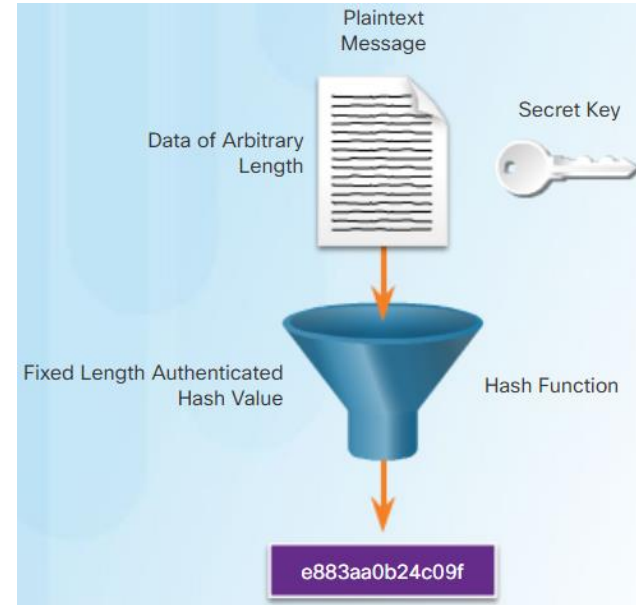 Plaintext
Message
Secret Key
Data of Arbitrary
Length
Fixed Length Authenticated
Hash Value
Hash Function
e883aa0b24c09f